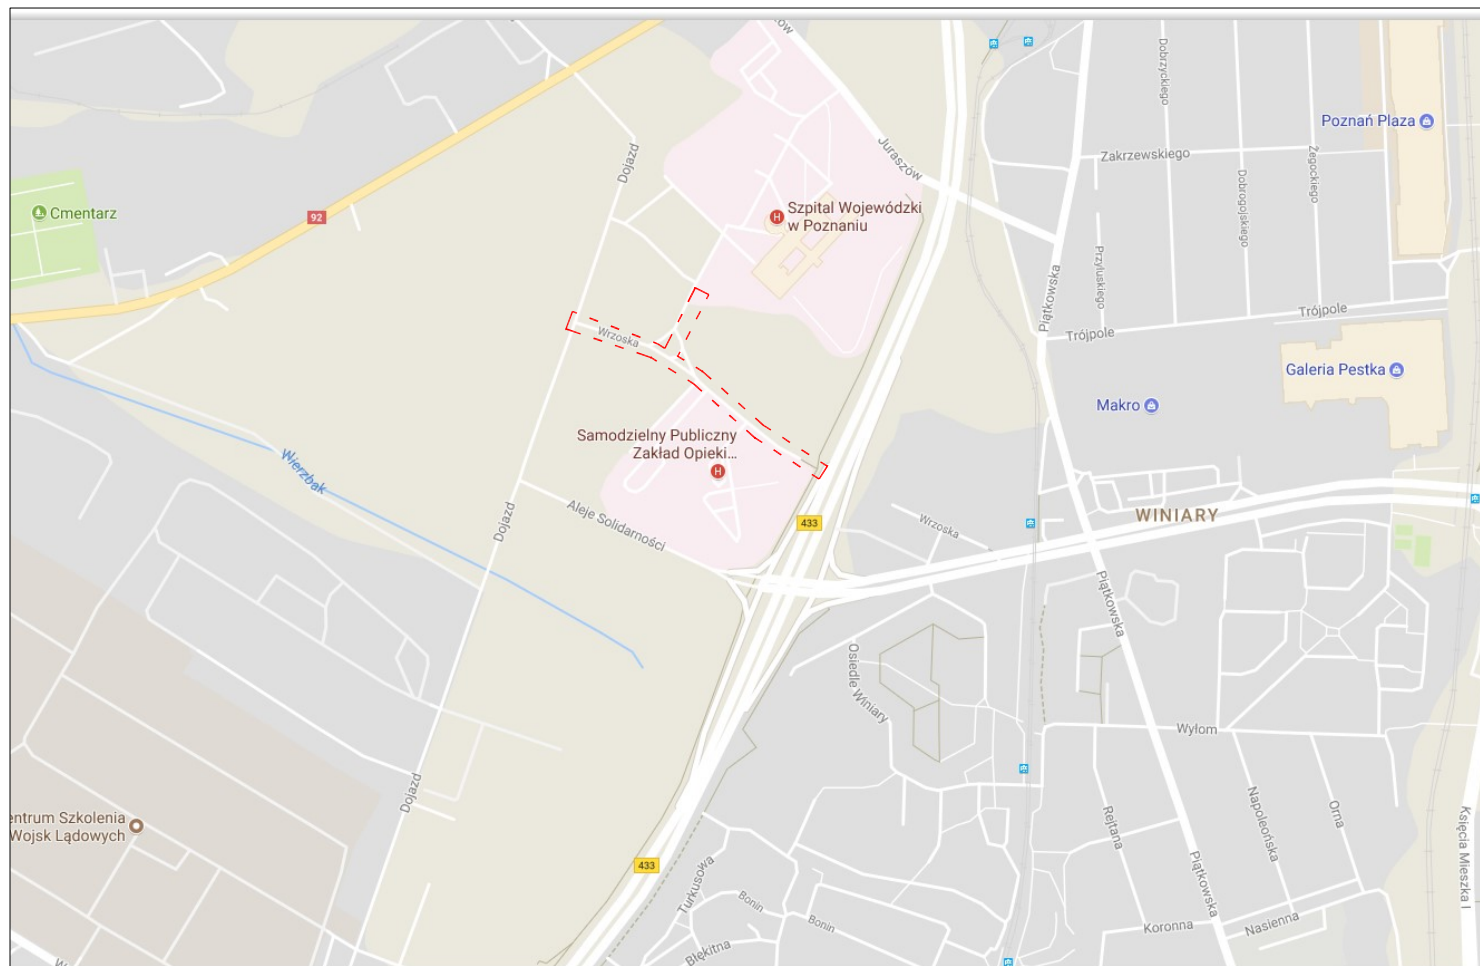 Juraszów
Dobrzyckiego
Poznań Plaza
Zakrzewskiego
Żegockiego
Dobrogojskiego
Dojazd
Cmentarz
92
Szpital Wojewódzki
w Poznaniu
Przyłuskiego
Piątkowska
Trójpole
Trójpole
Wrzoska
Galeria Pestka
Makro
Samodzielny Publiczny
Zakład Opieki...
Wierzbak
Dojazd
Aleje Solidarności
433
Wrzoska
WINIARY
Piątkowska
Osiedle Winiary
Wyłom
Dojazd
entrum Szkolenia
Wojsk Lądowych
Rejtana
Napoleońska
Orna
Księcia Mieszka I
433
Turkusowa
Piątkowska
Bonin
Bonin
Koronna
Nasienna
Błękitna